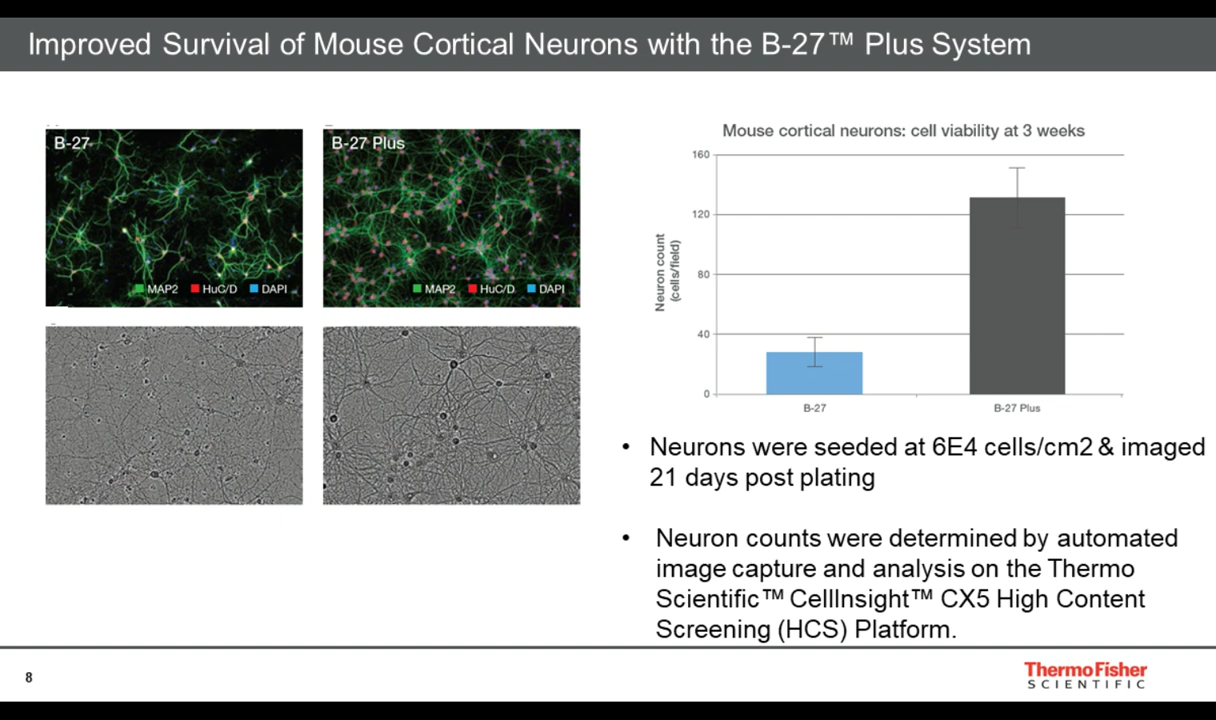 Improved Survival of Mouse Cortical Neurons with the B-27™ Plus System
B-27
MAP2 HuC/D DAPI
B-27 Plus
MAP2 HuC/D DAPI
Mouse cortical neurons: cell viability at 3 weeks
160
120
80
40
0
Neuron count
(cells/field)
B-27
B-27 Plus
• Neurons were seeded at 6E4 cells/cm2 & imaged
21 days post plating
• Neuron counts were determined by automated
image capture and analysis on the Thermo
Scientific™ CellInsight™ CX5 High Content
Screening (HCS) Platform.
8
ThermoFisher
SCIENTIFIC